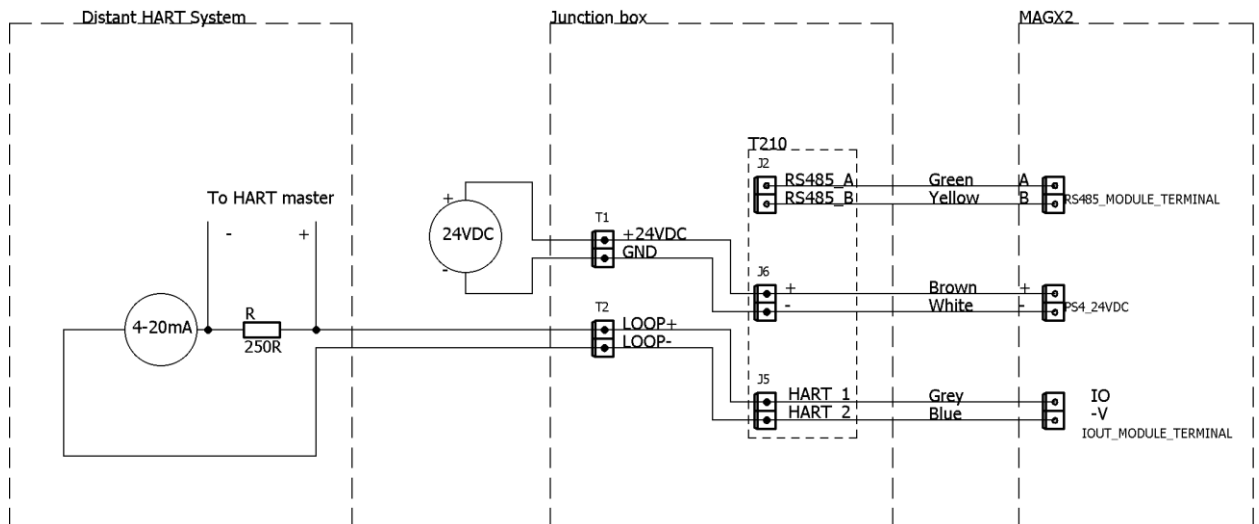 Distant HART System
Junction box
MAGX2
T210
J2
RS485_A Green A
RS485_B Yellow B
RS485_MODULE_TERMINAL
To HART master
- +
+
24VDC
-
T1
+24VDC
GND
J6
+ Brown +
- White -
PS4_24VDC
4-20mA
R
250R
T2
LOOP+
LOOP-
J5
HART_1 Grey IO
HART_2 Blue -V
IOUT_MODULE_TERMINAL